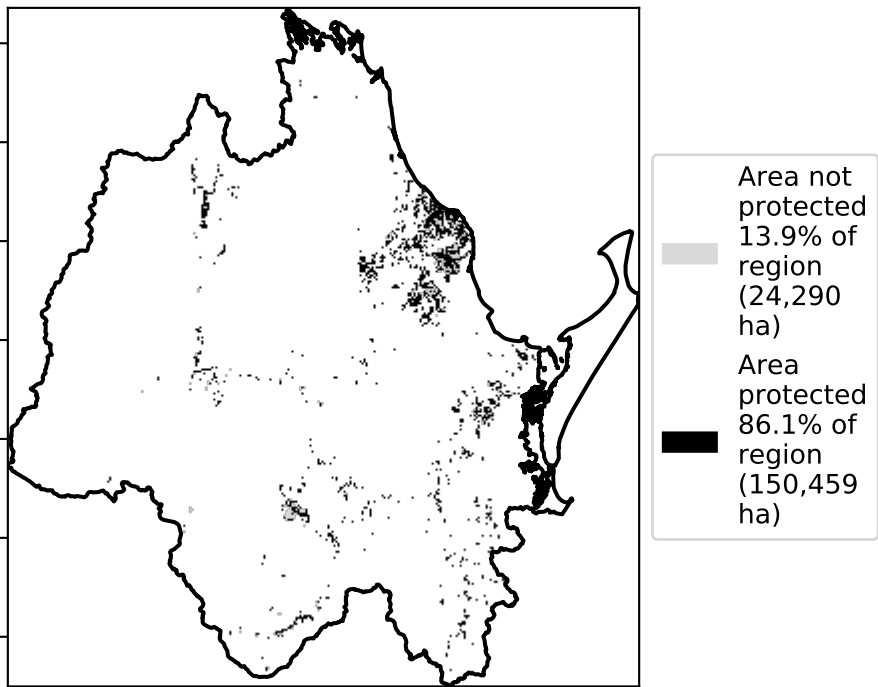 Area not
protected
13.9% of
region
(24,290
ha)
Area
protected
86.1% of
region
(150,459
ha)